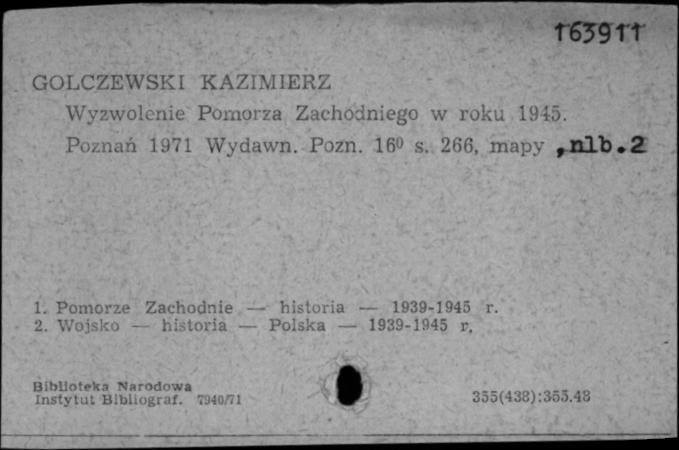 163911
GOLCZEWSKI KAZIMIERZ
Wyzwolenie Pomorza Zachodniego w roku 1945.
Poznań 1971 Wydawn. Pozn. 16⁰ s. 266, mapy ,nlb.2
1. Pomorze Zachodnie — historia — 1939-1945 r.
2. Wojsko — historia — Polska — 1939-1945 r.
Biblioteka Narodowa
Instytut Bibliograf. 7940/71
355(438):355.48